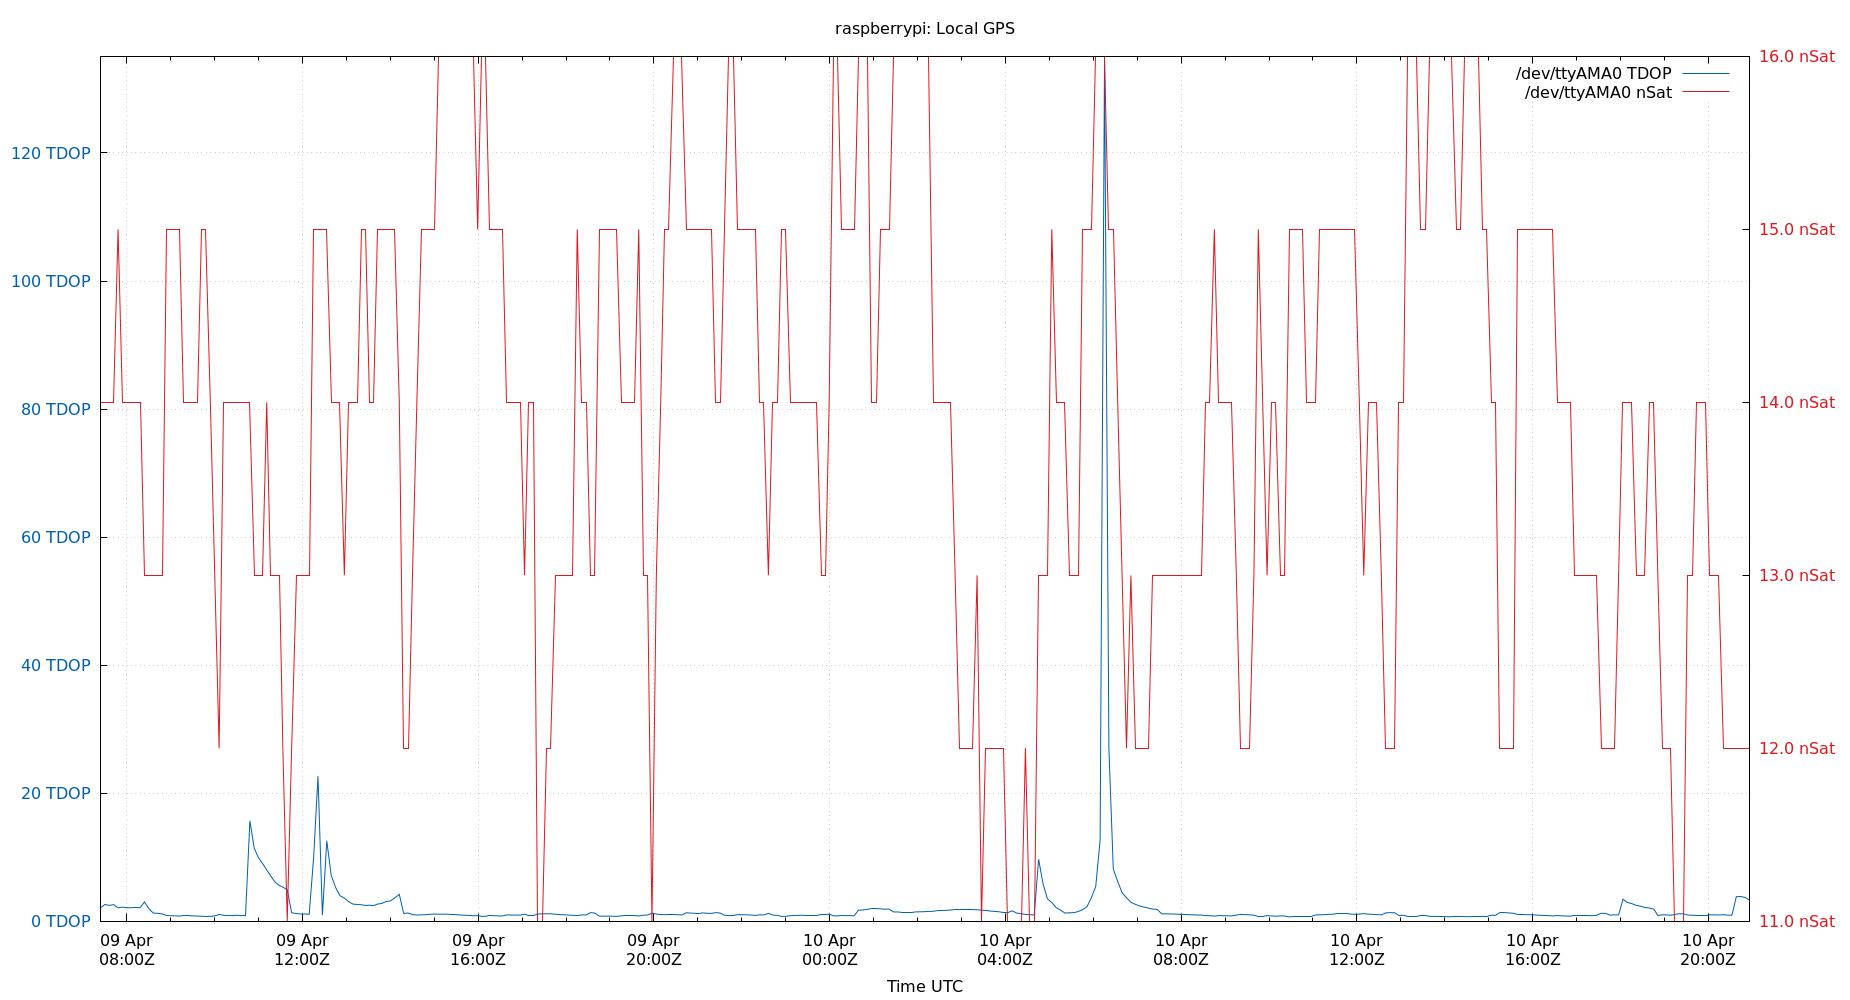 raspberrypi: Local GPS
/dev/ttyAMA0 TDOP
/dev/ttyAMA0 nSat
120 TDOP
100 TDOP
80 TDOP
60 TDOP
40 TDOP
20 TDOP
0 TDOP
16.0 nSat
15.0 nSat
14.0 nSat
13.0 nSat
12.0 nSat
11.0 nSat
09 Apr
08:00Z
09 Apr
12:00Z
09 Apr
16:00Z
09 Apr
20:00Z
10 Apr
00:00Z
10 Apr
04:00Z
10 Apr
08:00Z
10 Apr
12:00Z
10 Apr
16:00Z
10 Apr
20:00Z
Time UTC